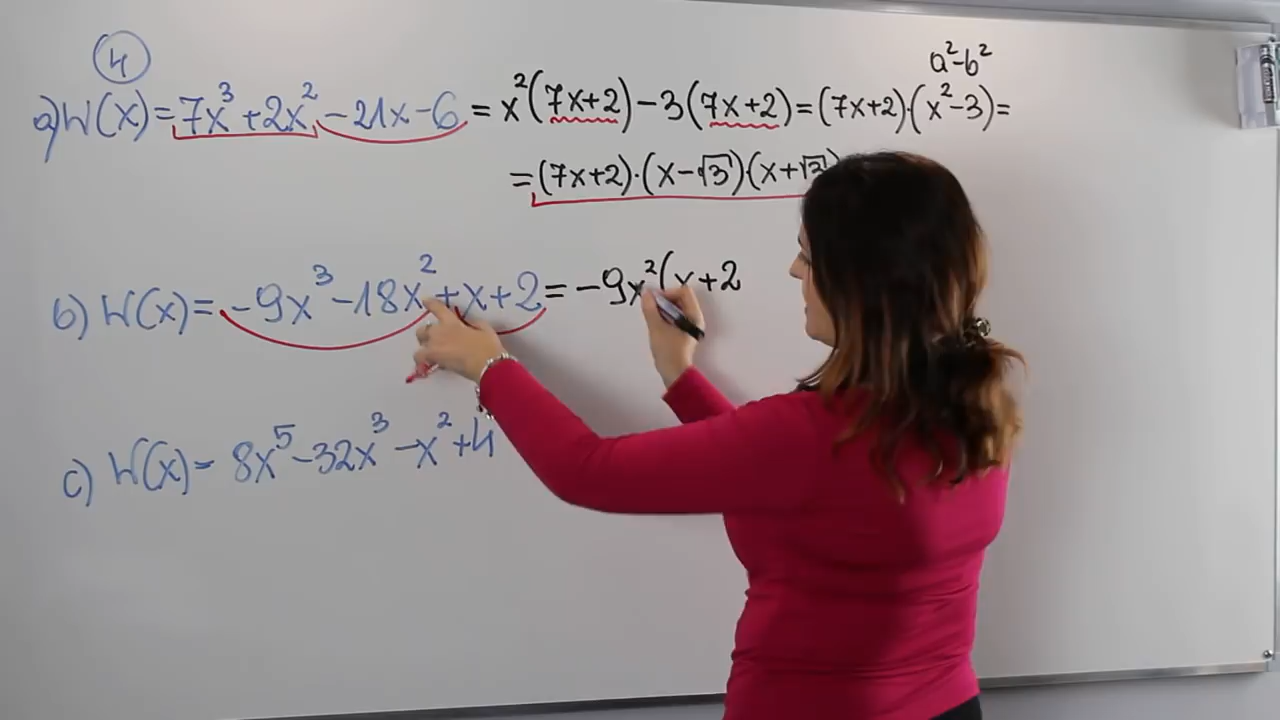 4
a²-b²
a) W(x) = 7x³+2x²-21x-6 = x²(7x+2)-3(7x+2)=(7x+2)·(x²-3)=
=(7x+2)·(x-√3)·(x+√3)
b) W(x) = -9x³-18x²+x+2 = -9x²(x+2
c) W(x)= 8x⁵-32x³-x²+4